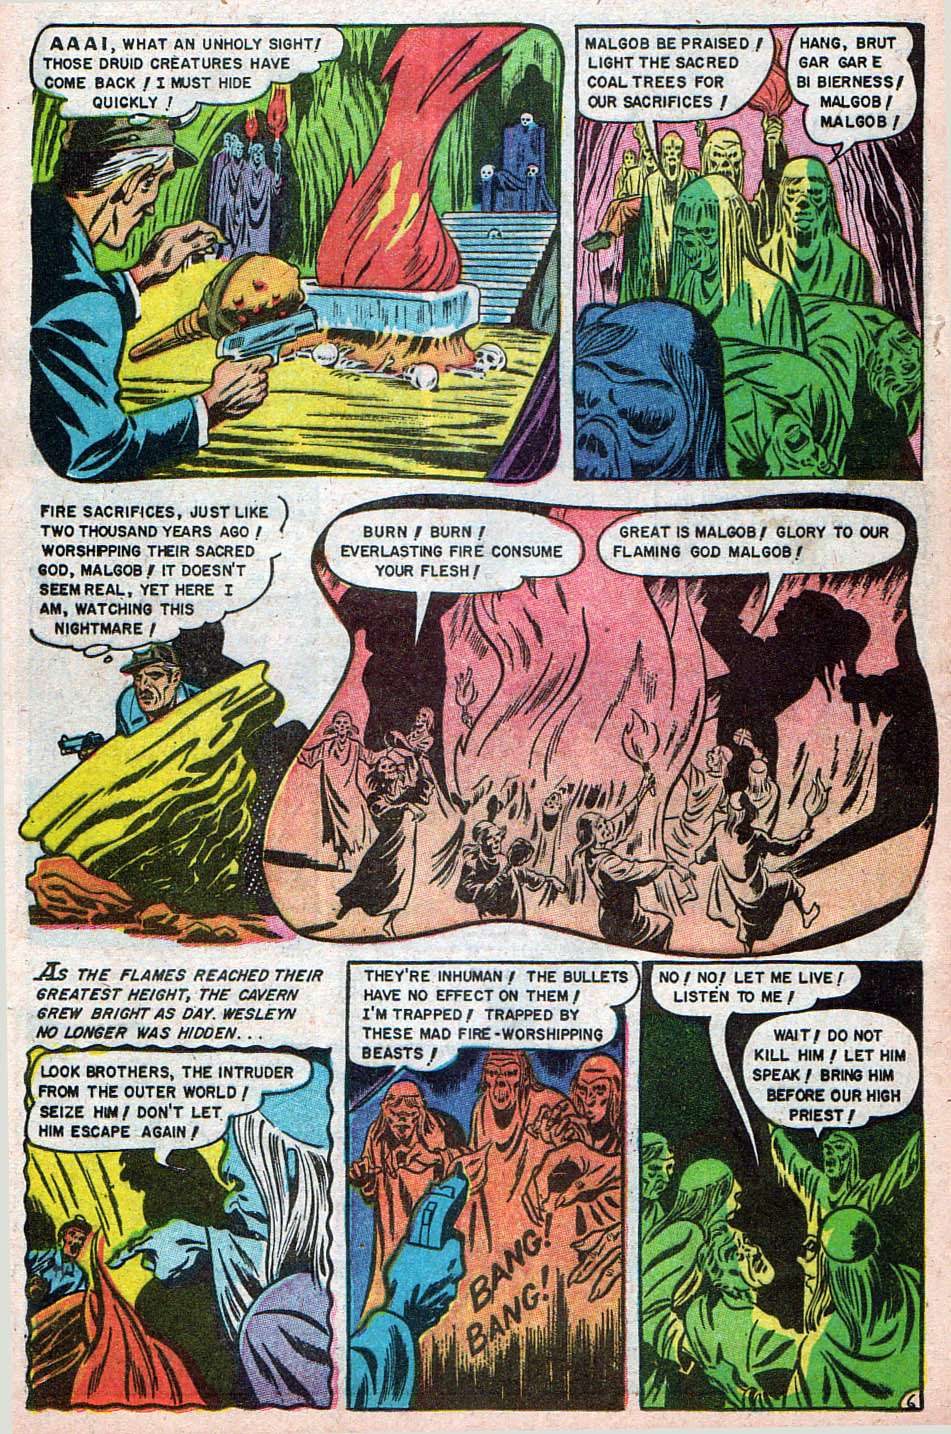 AAAI, WHAT AN UNHOLY SIGHT!
THOSE DRUID CREATURES HAVE
COME BACK! I MUST HIDE
QUICKLY!
MALGOB BE PRAISED!
LIGHT THE SACRED
COAL TREES FOR
OUR SACRIFICES!
HANG, BRUT
GAR GAR E
BI BIERNESS!
MALGOB!
MALGOB!
FIRE SACRIFICES, JUST LIKE
TWO THOUSAND YEARS AGO!
WORSHIPPING THEIR SACRED
GOD, MALGOB! IT DOESN'T
SEEM REAL, YET HERE I
AM, WATCHING THIS
NIGHTMARE!
BURN! BURN!
EVERLASTING FIRE CONSUME
YOUR FLESH!
GREAT IS MALGOB! GLORY TO OUR
FLAMING GOD MALGOB!
AS THE FLAMES REACHED THEIR
GREATEST HEIGHT, THE CAVERN
GREW BRIGHT AS DAY. WESLEYN
NO LONGER WAS HIDDEN...
LOOK BROTHERS, THE INTRUDER
FROM THE OUTER WORLD!
SEIZE HIM! DON'T LET
HIM ESCAPE AGAIN!
THEY'RE INHUMAN! THE BULLETS
HAVE NO EFFECT ON THEM!
I'M TRAPPED! TRAPPED BY
THESE MAD FIRE-WORSHIPPING
BEASTS!
BANG!
BANG!
NO! NO! LET ME LIVE!
LISTEN TO ME!
WAIT! DO NOT
KILL HIM! LET HIM
SPEAK! BRING HIM
BEFORE OUR HIGH
PRIEST!
6